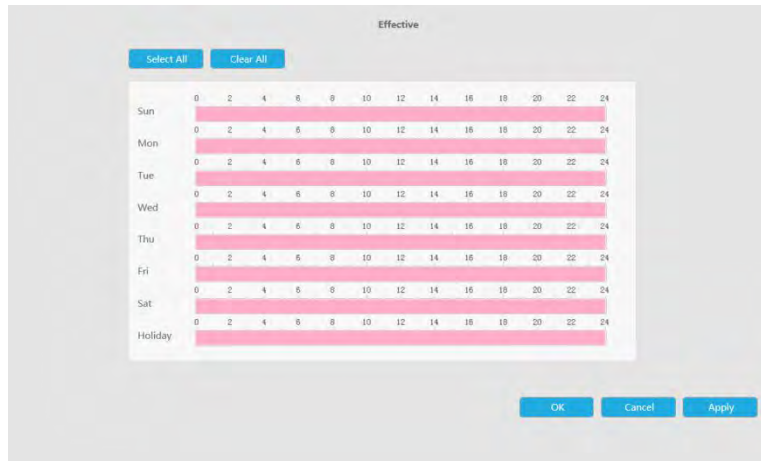 Effective
Select All Clear All
0 2 4 6 8 10 12 14 16 18 20 22 24
Sun
0 2 4 6 8 10 12 14 16 18 20 22 24
Mon
0 2 4 6 8 10 12 14 16 18 20 22 24
Tue
0 2 4 6 8 10 12 14 16 18 20 22 24
Wed
0 2 4 6 8 10 12 14 16 18 20 22 24
Thu
0 2 4 6 8 10 12 14 16 18 20 22 24
Fri
0 2 4 6 8 10 12 14 16 18 20 22 24
Sat
0 2 4 6 8 10 12 14 16 18 20 22 24
Holiday
OK Cancel Apply